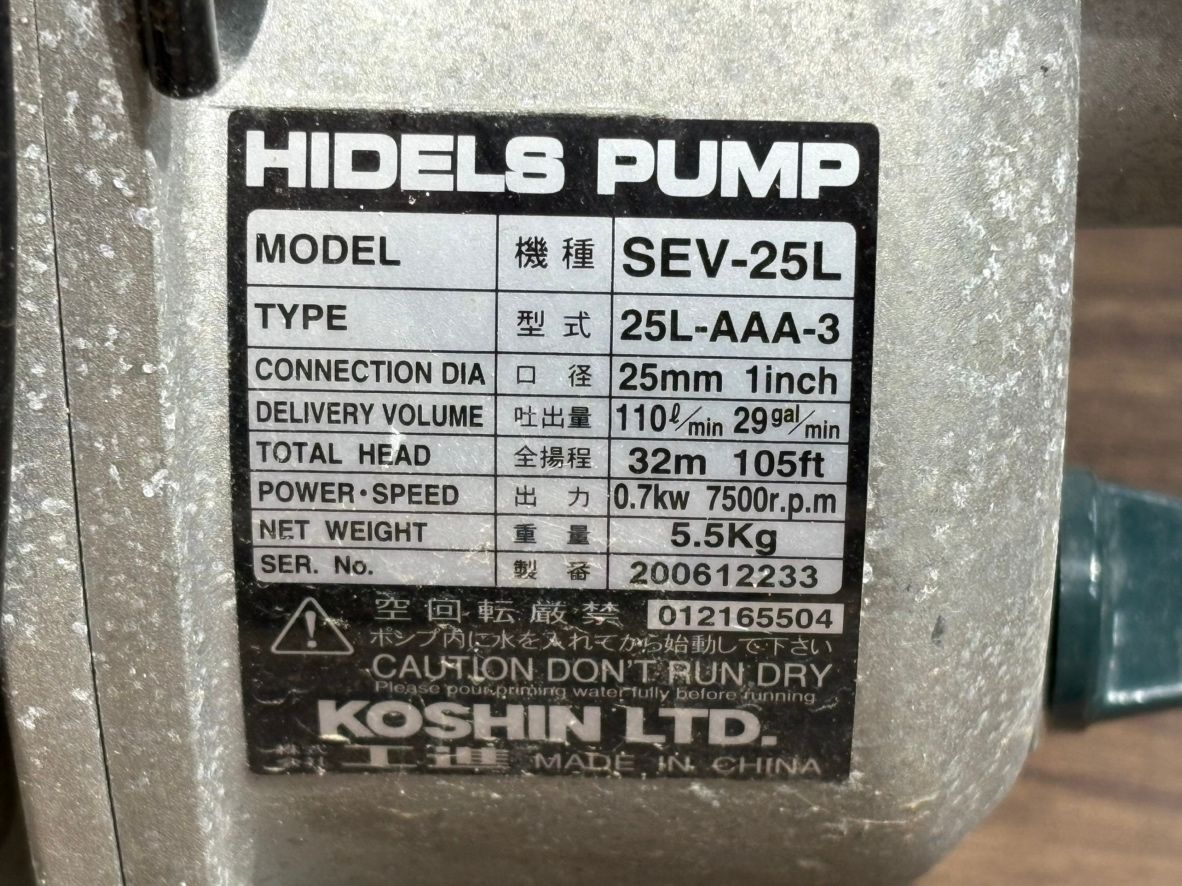 HIDELS PUMP
MODEL 機種 SEV-25L
TYPE 型式 25L-AAA-3
CONNECTION DIA 口径 25mm 1inch
DELIVERY VOLUME 吐出量 110ℓ/min 29gal/min
TOTAL HEAD 全揚程 32m 105ft
POWER・SPEED 出力 0.7kw 7500r.p.m
NET WEIGHT 重量 5.5Kg
SER. No. 製番 200612233
空回転厳禁 012165504
ポンプ内に水を入れてから始動して下さい
CAUTION DON'T RUN DRY
Please pour priming water fully before running
KOSHIN LTD.
株式会社 工進 MADE IN CHINA